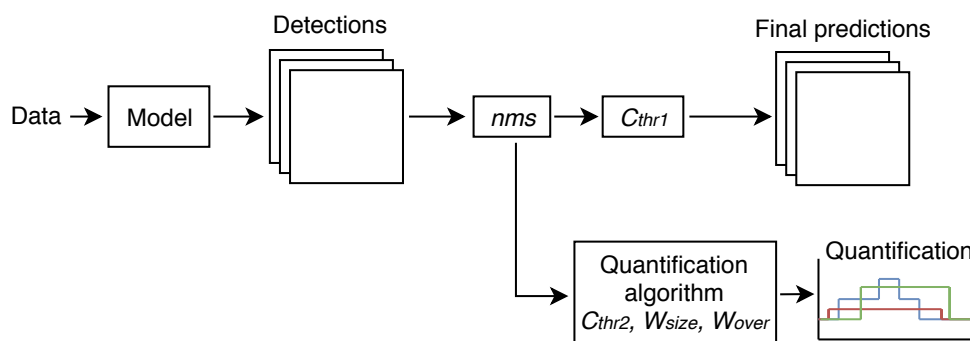 Detections
Final predictions
Data
Model
nms
Cthr1
Quantification
algorithm
Cthr2, Wsize, Wover
Quantification